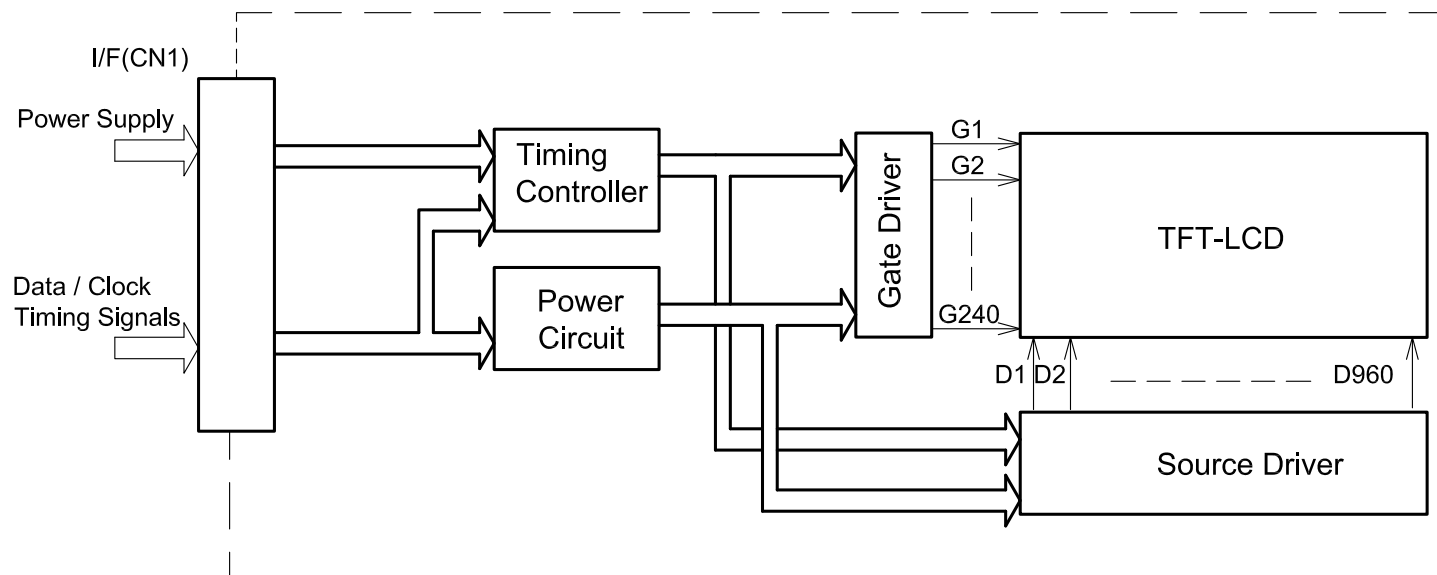 I/F(CN1)
Power Supply
Data / Clock
Timing Signals
Timing
Controller
Power
Circuit
Gate Driver
G1
G2
G240
TFT-LCD
D1
D2
D960
Source Driver